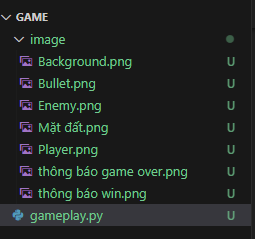 GAME
image
Background.png U
Bullet.png U
Enemy.png U
Mặt đất.png U
Player.png U
thông báo game over.png U
thông báo win.png U
gameplay.py U